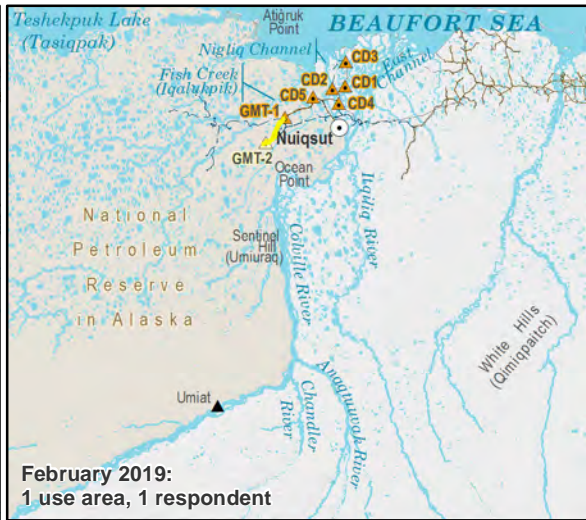 Teshekpuk Lake
(Tasiqpak)
Atiġruk
Point
BEAUFORT SEA
Nigliq Channel
CD3
Fish Creek
(Iqalukpik)
East
Channel
CD2
CD1
CD5
CD4
GMT-1
Nuiqsut
GMT-2
Ocean
Point
Itqiliq River
National
Petroleum
Reserve
in Alaska
Sentinel
Hill
(Umiuraq)
Colville River
White Hills
(Qimiqpaitch)
Umiat
Chandler
River
Anaqtuuvak River
February 2019:
1 use area, 1 respondent